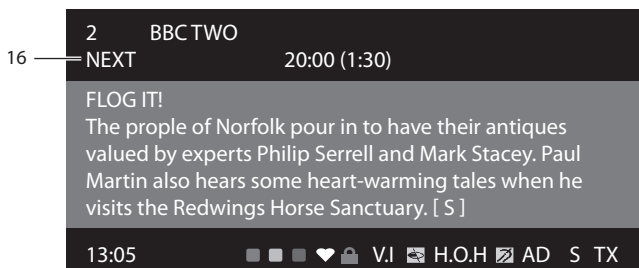 2 BBC TWO
16 NEXT 20:00 (1:30)
FLOG IT!
The prople of Norfolk pour in to have their antiques
valued by experts Philip Serrell and Mark Stacey. Paul
Martin also hears some heart-warming tales when he
visits the Redwings Horse Sanctuary. [ S ]
13:05 V.I H.O.H AD S TX